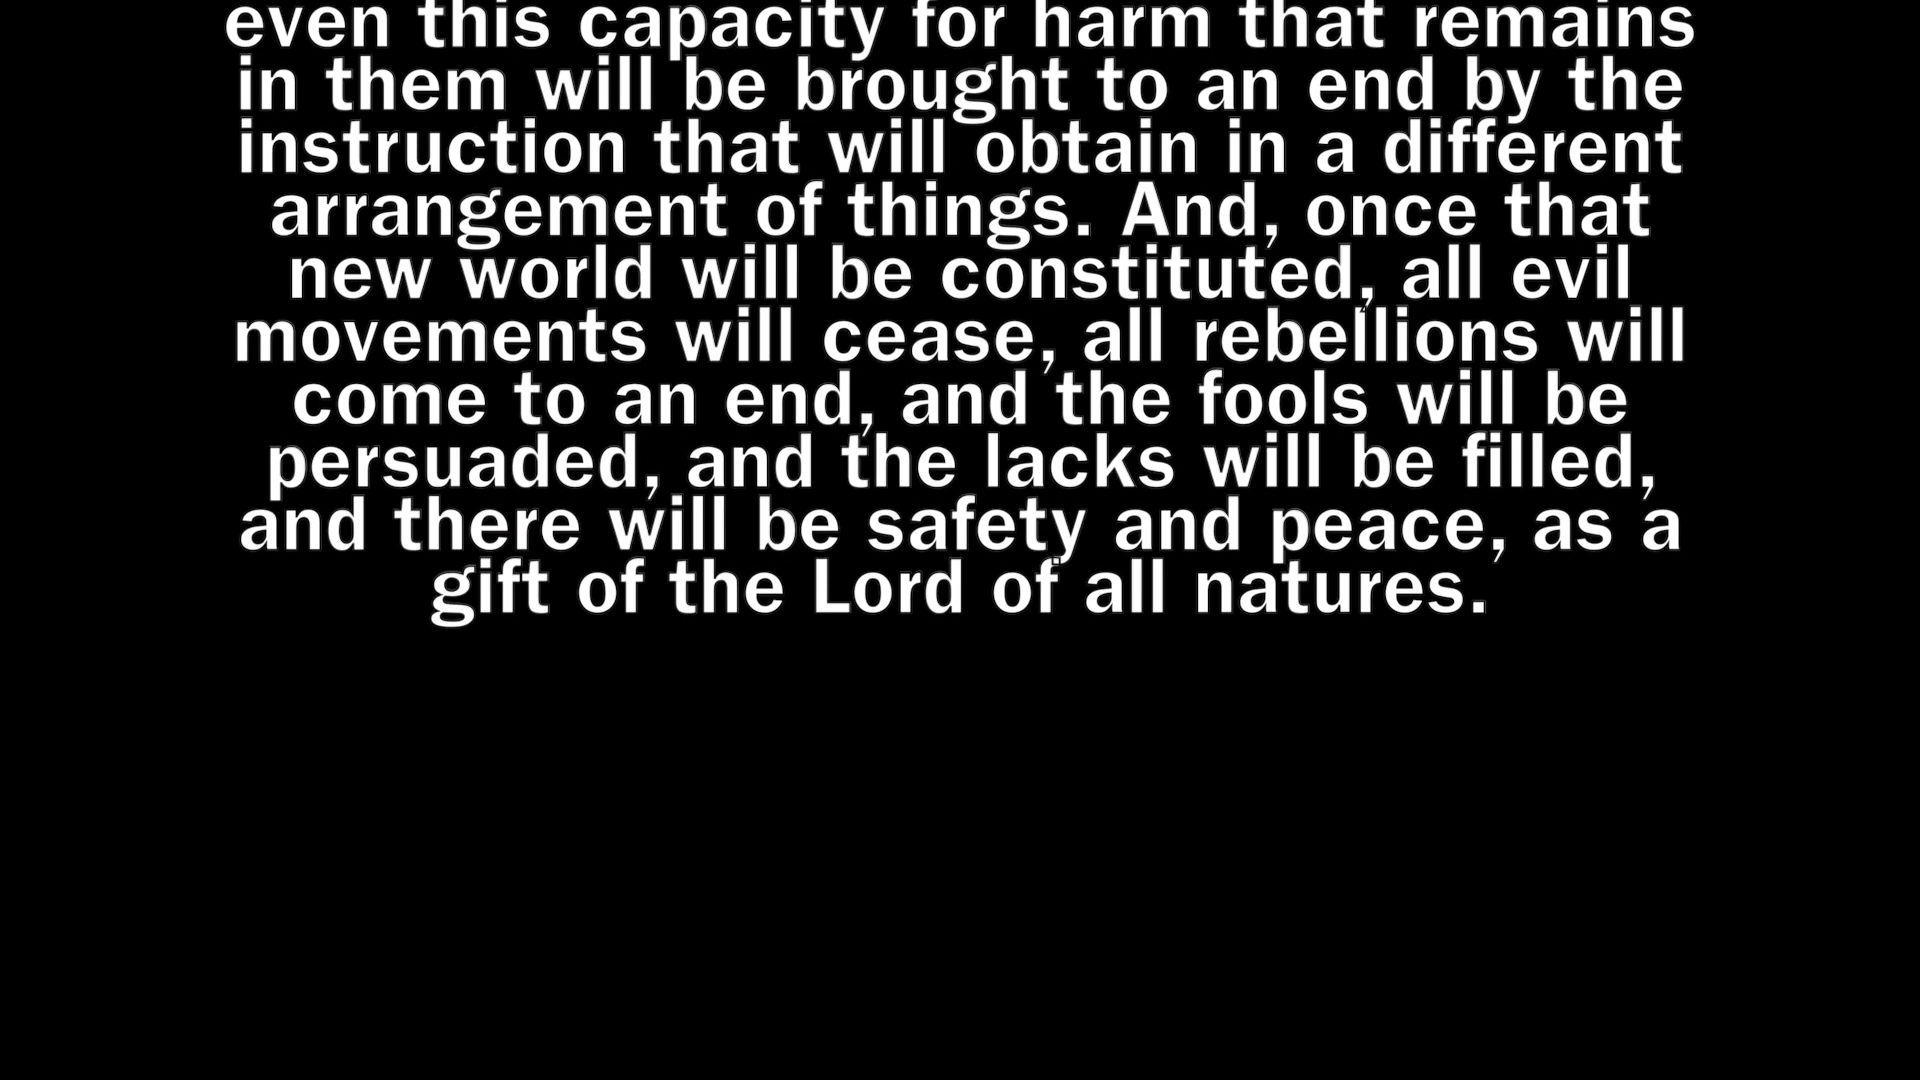 even this capacity for harm that remains
in them will be brought to an end by the
instruction that will obtain in a different
arrangement of things. And, once that
new world will be constituted, all evil
movements will cease, all rebellions will
come to an end, and the fools will be
persuaded, and the lacks will be filled,
and there will be safety and peace, as a
gift of the Lord of all natures.